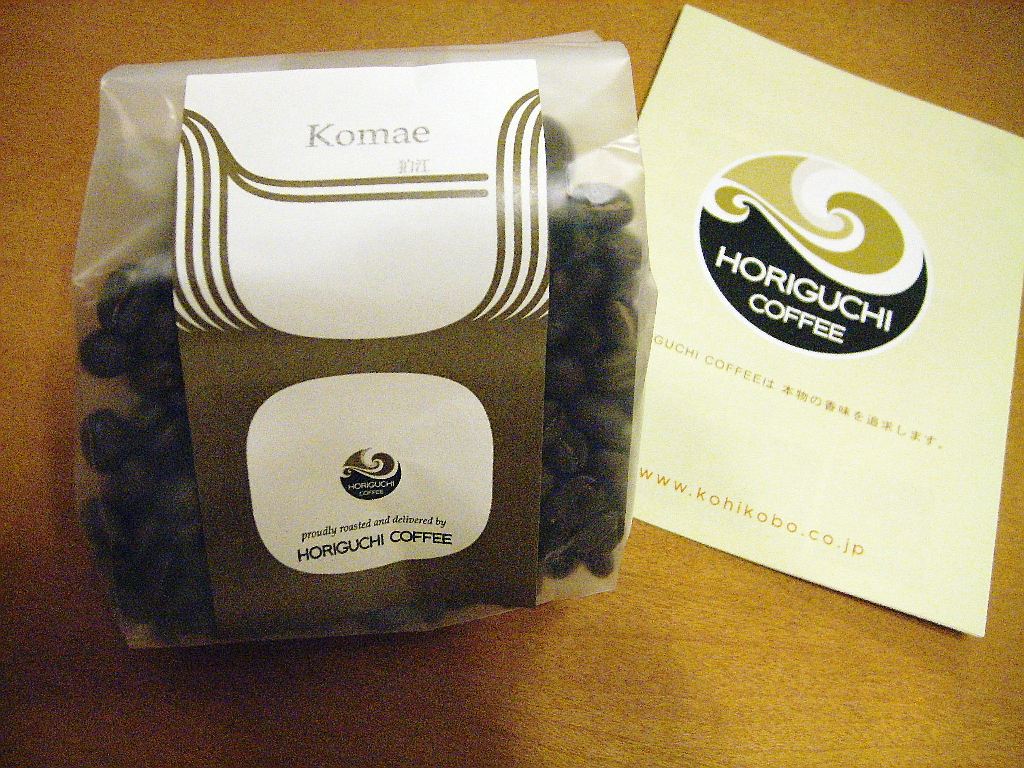 Komae
狛江
HORIGUCHI
COFFEE
proudly roasted and delivered by
HORIGUCHI COFFEE
HORIGUCHI
COFFEE
GUCHI COFFEEは 本物の香味を追求します。
www.kohikobo.co.jp